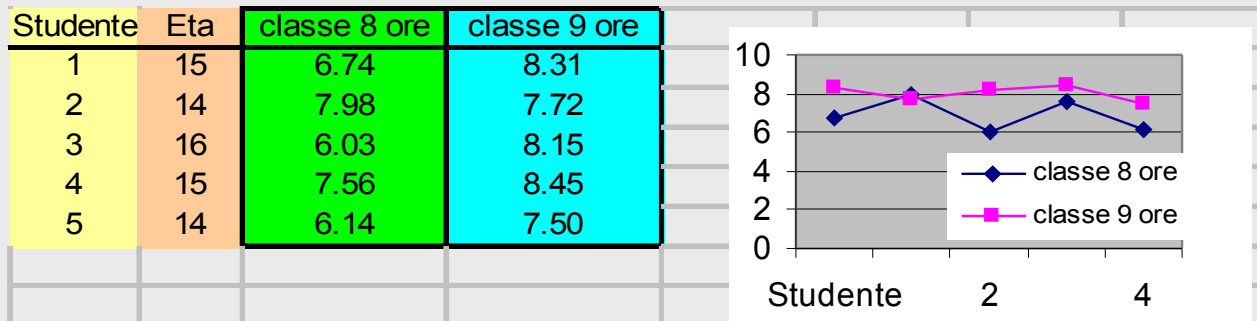 Studente Eta classe 8 ore classe 9 ore
1 15 6.74 8.31
2 14 7.98 7.72
3 16 6.03 8.15
4 15 7.56 8.45
5 14 6.14 7.50
10
8
6
4
2
0
classe 8 ore
classe 9 ore
Studente 2 4